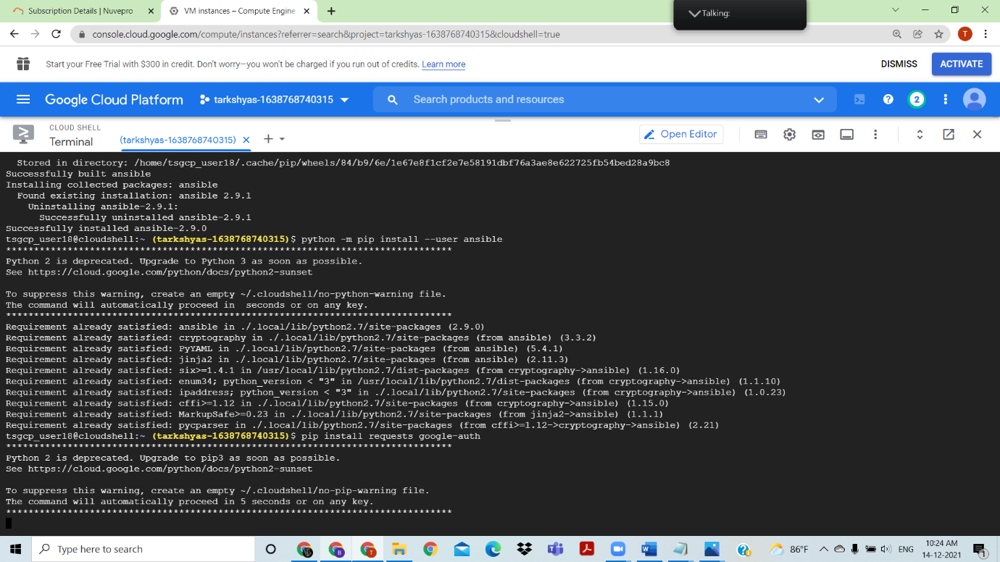 Subscription Details | Nuvepro
VM instances – Compute Engine
Talking:
console.cloud.google.com/compute/instances?referrer=search&project=tarkshyas-1638768740315&cloudshell=true
T
Start your Free Trial with $300 in credit. Don't worry—you won't be charged if you run out of credits. Learn more
DISMISS
ACTIVATE
Google Cloud Platform
tarkshyas-1638768740315
Search products and resources
2
CLOUD SHELL
Terminal
(tarkshyas-1638768740315)
Open Editor
Stored in directory: /home/tsgcp_user18/.cache/pip/wheels/84/b9/6e/1e67e8f1cf2e7e58191dbf76a3ae8e622725fb54bed28a9bc8
Successfully built ansible
Installing collected packages: ansible
Found existing installation: ansible 2.9.1
Uninstalling ansible-2.9.1:
Successfully uninstalled ansible-2.9.1
Successfully installed ansible-2.9.0
tsgcp_user18@cloudshell:~ (tarkshyas-1638768740315)$ python -m pip install --user ansible
********************************************************************************
Python 2 is deprecated. Upgrade to Python 3 as soon as possible.
See https://cloud.google.com/python/docs/python2-sunset
To suppress this warning, create an empty ~/.cloudshell/no-python-warning file.
The command will automatically proceed in  seconds or on any key.
********************************************************************************
Requirement already satisfied: ansible in ./.local/lib/python2.7/site-packages (2.9.0)
Requirement already satisfied: cryptography in ./.local/lib/python2.7/site-packages (from ansible) (3.3.2)
Requirement already satisfied: PyYAML in ./.local/lib/python2.7/site-packages (from ansible) (5.4.1)
Requirement already satisfied: jinja2 in ./.local/lib/python2.7/site-packages (from ansible) (2.11.3)
Requirement already satisfied: six>=1.4.1 in /usr/local/lib/python2.7/dist-packages (from cryptography->ansible) (1.16.0)
Requirement already satisfied: enum34; python_version < "3" in /usr/local/lib/python2.7/dist-packages (from cryptography->ansible) (1.1.10)
Requirement already satisfied: ipaddress; python_version < "3" in ./.local/lib/python2.7/site-packages (from cryptography->ansible) (1.0.23)
Requirement already satisfied: cffi>=1.12 in ./.local/lib/python2.7/site-packages (from cryptography->ansible) (1.15.0)
Requirement already satisfied: MarkupSafe>=0.23 in ./.local/lib/python2.7/site-packages (from jinja2->ansible) (1.1.1)
Requirement already satisfied: pycparser in ./.local/lib/python2.7/site-packages (from cffi>=1.12->cryptography->ansible) (2.21)
tsgcp_user18@cloudshell:~ (tarkshyas-1638768740315)$ pip install requests google-auth
********************************************************************************
Python 2 is deprecated. Upgrade to pip3 as soon as possible.
See https://cloud.google.com/python/docs/python2-sunset
To suppress this warning, create an empty ~/.cloudshell/no-pip-warning file.
The command will automatically proceed in 5 seconds or on any key.
********************************************************************************
Type here to search
86°F
ENG
10:24 AM
14-12-2021
1